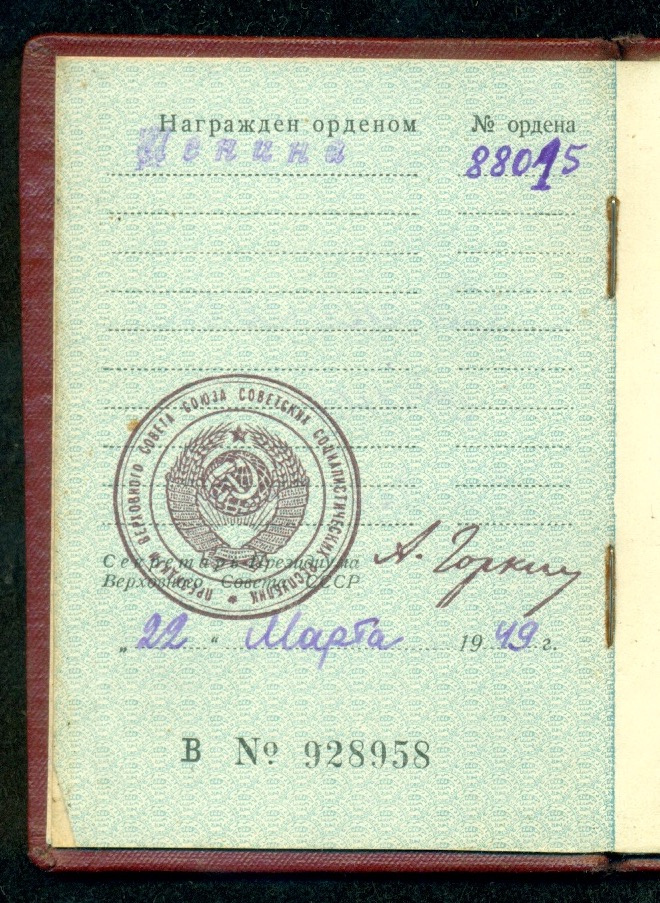 Награжден орденом № ордена
Ленина 88015
ПРЕЗИДИУМ ВЕРХОВНОГО СОВЕТА СОЮЗА СОВЕТСКИХ СОЦИАЛИСТИЧЕСКИХ РЕСПУБЛИК
Секретарь Президиума
Верховного Совета СССР
А. Горкин
„22“ Марта 1949 г.
В № 928958